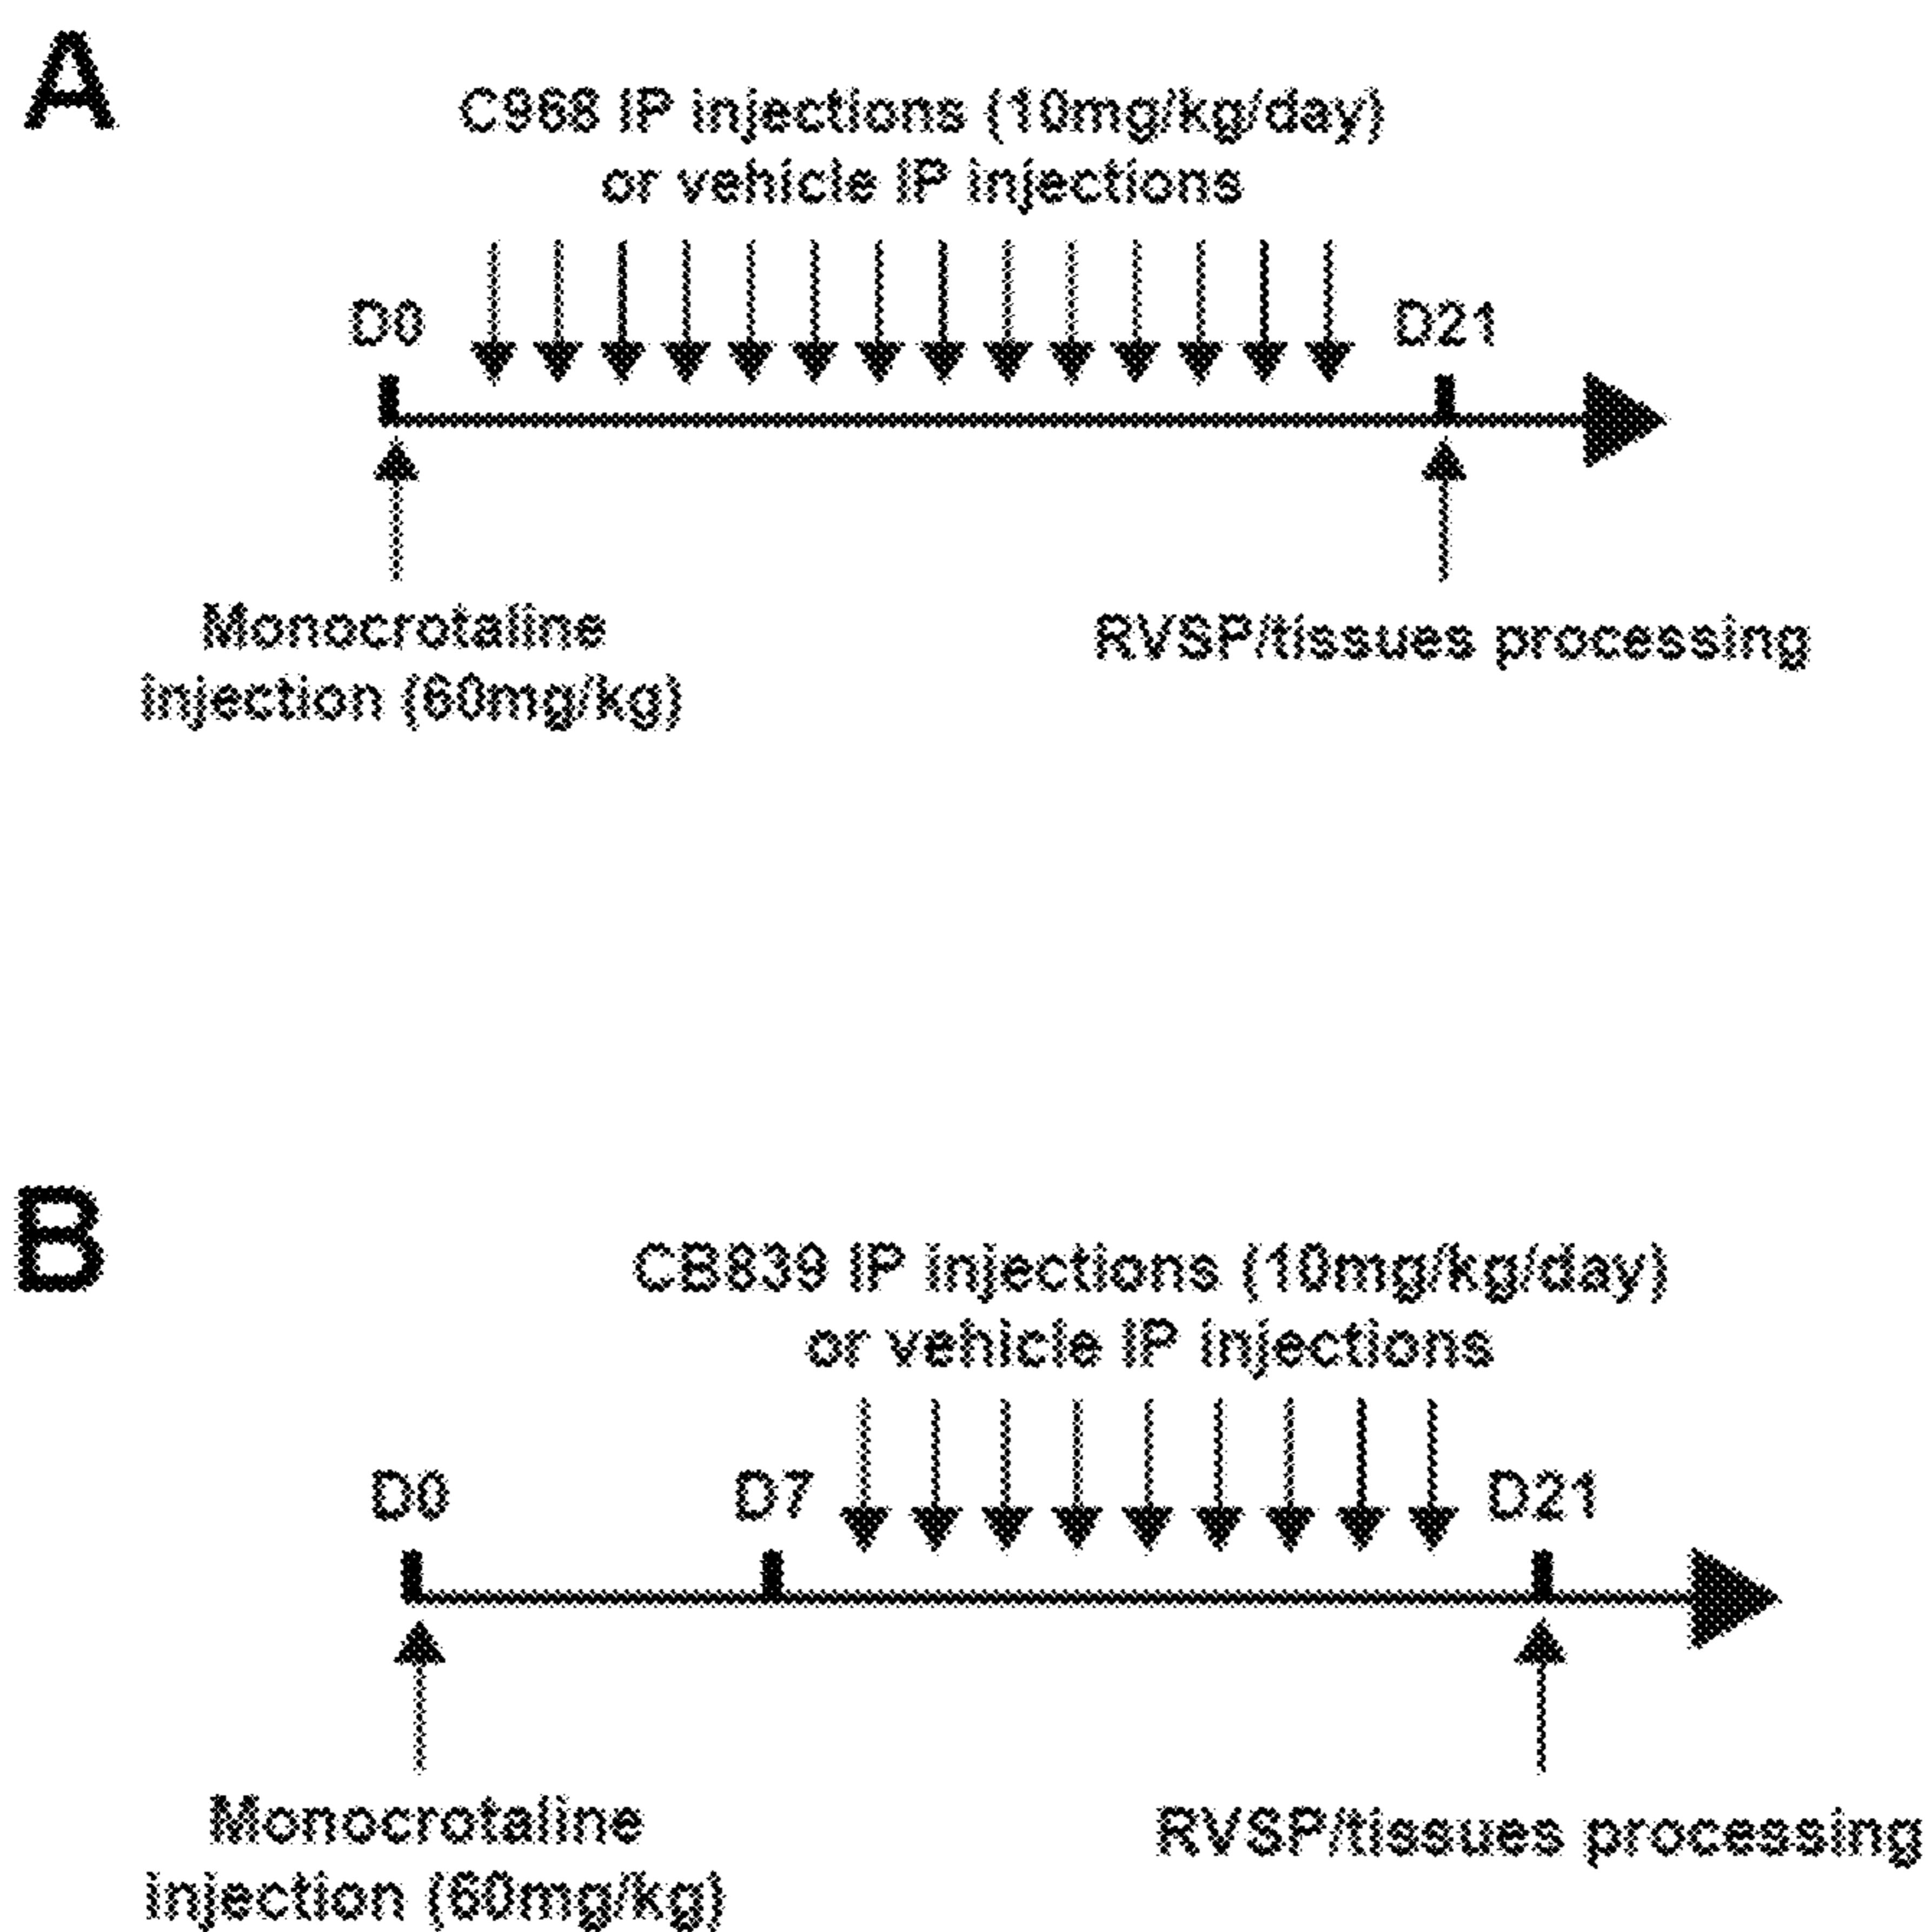 A
C968 IP injections (10mg/kg/day)
or vehicle IP injections
D0
D21
Monocrotaline
injection (60mg/kg)
RVSP/tissues processing
B
CB839 IP injections (10mg/kg/day)
or vehicle IP injections
D0
D7
D21
Monocrotaline
injection (60mg/kg)
RVSP/tissues processing